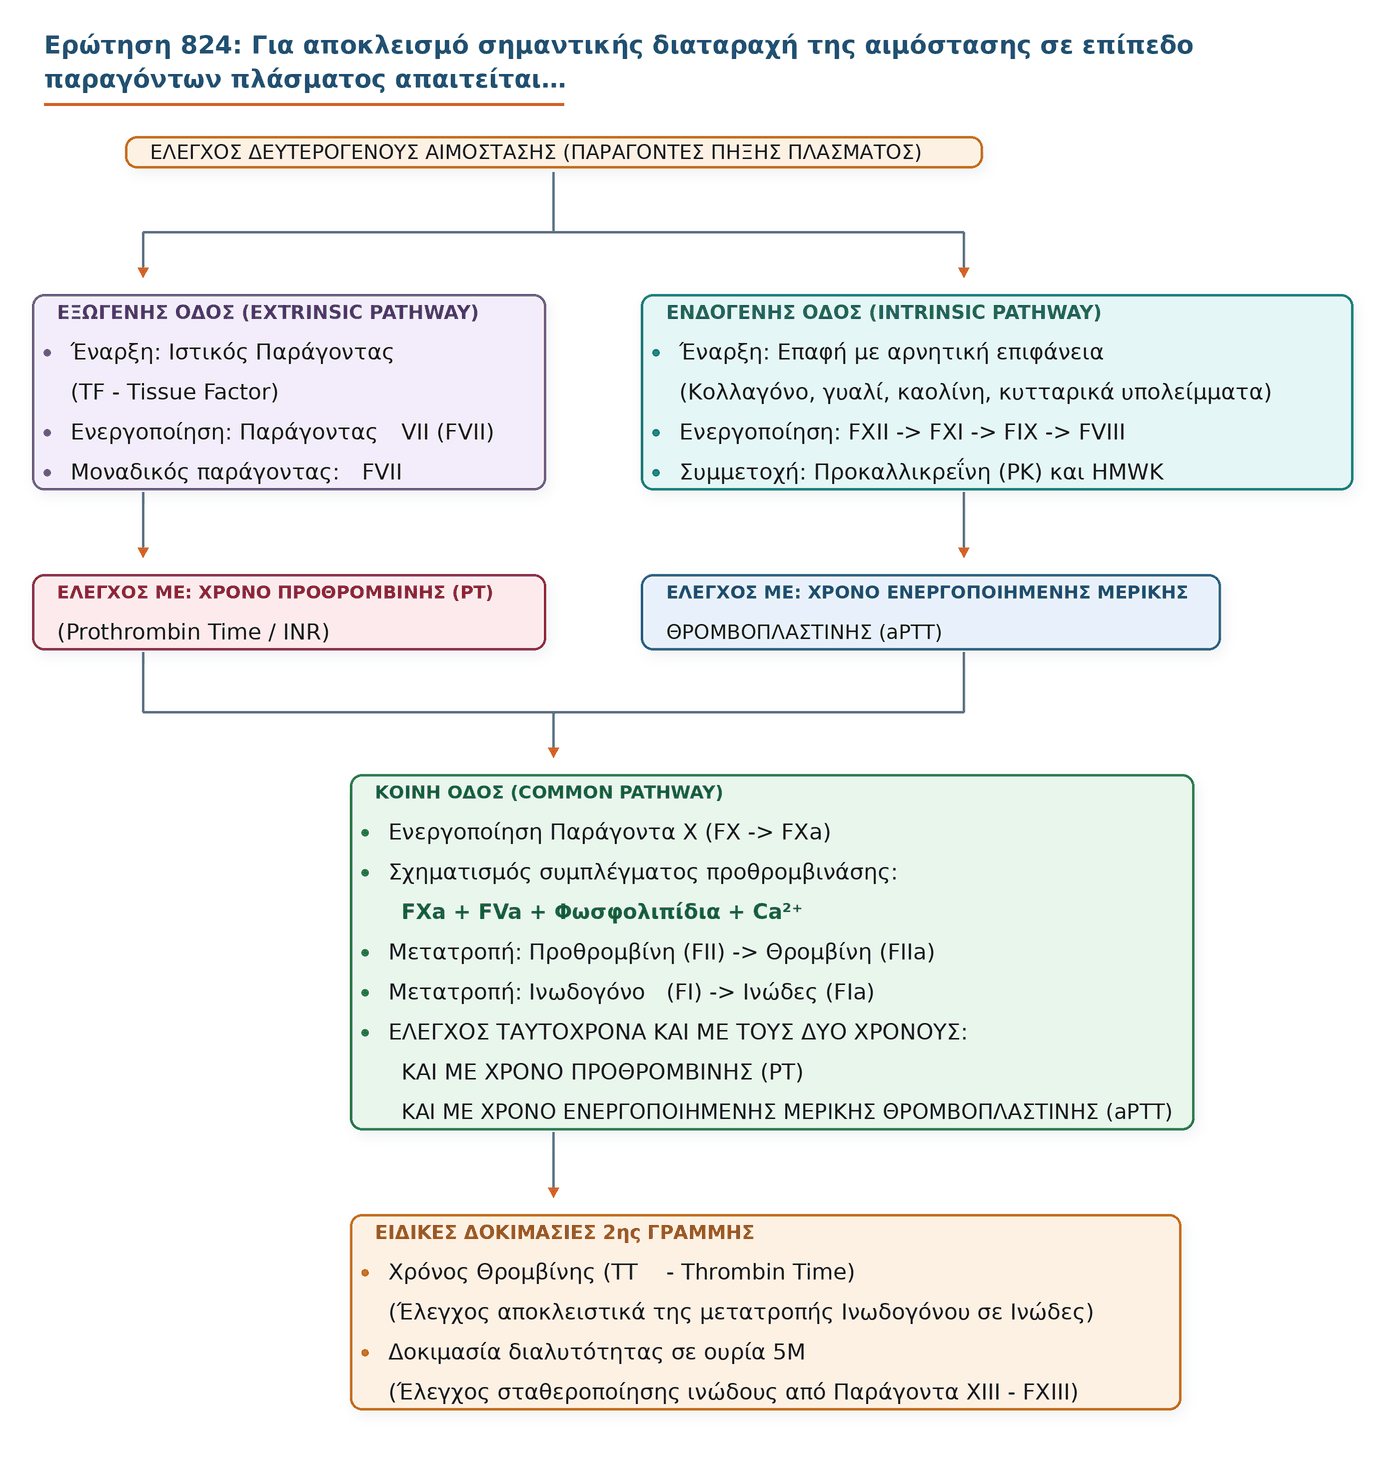 Ερώτηση 824: Για αποκλεισμό σημαντικής διαταραχή της αιμόστασης σε επίπεδο
παραγόντων πλάσματος απαιτείται...
ΕΛΕΓΧΟΣ ΔΕΥΤΕΡΟΓΕΝΟΥΣ ΑΙΜΟΣΤΑΣΗΣ (ΠΑΡΑΓΟΝΤΕΣ ΠΗΞΗΣ ΠΛΑΣΜΑΤΟΣ)
ΕΞΩΓΕΝΗΣ ΟΔΟΣ (EXTRINSIC PATHWAY)
• Έναρξη: Ιστικός Παράγοντας
(TF - Tissue Factor)
• Ενεργοποίηση: Παράγοντας VII (FVII)
• Μοναδικός παράγοντας: FVII
ΕΝΔΟΓΕΝΗΣ ΟΔΟΣ (INTRINSIC PATHWAY)
• Έναρξη: Επαφή με αρνητική επιφάνεια
(Κολλαγόνο, γυαλί, καολίνη, κυτταρικά υπολείμματα)
• Ενεργοποίηση: FXII -> FXI -> FIX -> FVIII
• Συμμετοχή: Προκαλλικρεΐνη (PK) και HMWK
ΕΛΕΓΧΟΣ ΜΕ: ΧΡΟΝΟ ΠΡΟΘΡΟΜΒΙΝΗΣ (PT)
(Prothrombin Time / INR)
ΕΛΕΓΧΟΣ ΜΕ: ΧΡΟΝΟ ΕΝΕΡΓΟΠΟΙΗΜΕΝΗΣ ΜΕΡΙΚΗΣ
ΘΡΟΜΒΟΠΛΑΣΤΙΝΗΣ (aPTT)
ΚΟΙΝΗ ΟΔΟΣ (COMMON PATHWAY)
• Ενεργοποίηση Παράγοντα X (FX -> FXa)
• Σχηματισμός συμπλέγματος προθρομβινάσης:
FXa + FVa + Φωσφολιπίδια + Ca²⁺
• Μετατροπή: Προθρομβίνη (FII) -> Θρομβίνη (FIIa)
• Μετατροπή: Ινωδογόνο (FI) -> Ινώδες (FIa)
• ΕΛΕΓΧΟΣ ΤΑΥΤΟΧΡΟΝΑ ΚΑΙ ΜΕ ΤΟΥΣ ΔΥΟ ΧΡΟΝΟΥΣ:
ΚΑΙ ΜΕ ΧΡΟΝΟ ΠΡΟΘΡΟΜΒΙΝΗΣ (PT)
ΚΑΙ ΜΕ ΧΡΟΝΟ ΕΝΕΡΓΟΠΟΙΗΜΕΝΗΣ ΜΕΡΙΚΗΣ ΘΡΟΜΒΟΠΛΑΣΤΙΝΗΣ (aPTT)
ΕΙΔΙΚΕΣ ΔΟΚΙΜΑΣΙΕΣ 2ης ΓΡΑΜΜΗΣ
• Χρόνος Θρομβίνης (TT - Thrombin Time)
(Έλεγχος αποκλειστικά της μετατροπής Ινωδογόνου σε Ινώδες)
• Δοκιμασία διαλυτότητας σε ουρία 5M
(Έλεγχος σταθεροποίησης ινώδους από Παράγοντα XIII - FXIII)